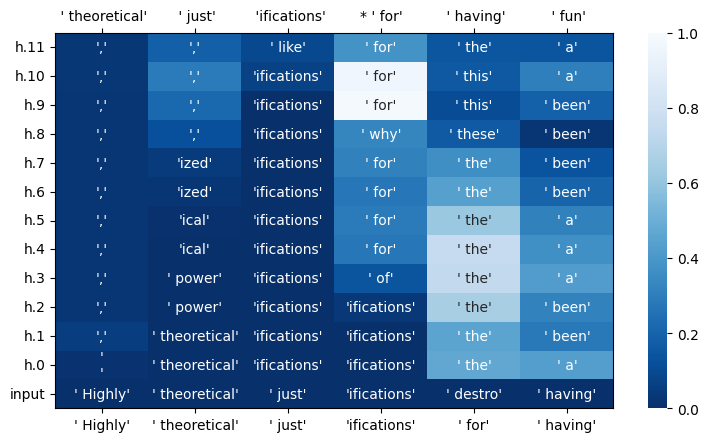 ' theoretical' ' just' 'ifications' * ' for' ' having' ' fun'
h.11 ',' ',' ' like' ' for' ' the' ' a' 1.0
h.10 ',' ',' 'ifications' ' for' ' this' ' a'
h.9 ',' ',' 'ifications' ' for' ' this' ' been' 0.8
h.8 ',' ',' 'ifications' ' why' ' these' ' been'
h.7 ',' 'ized' 'ifications' ' for' ' the' ' been' 0.6
h.6 ',' 'ized' 'ifications' ' for' ' the' ' been'
h.5 ',' 'ical' 'ifications' ' for' ' the' ' a'
h.4 ',' 'ical' 'ifications' ' for' ' the' ' a' 0.4
h.3 ',' ' power' 'ifications' ' of' ' the' ' a'
h.2 ',' ' power' 'ifications' 'ifications' ' the' ' been' 0.2
h.1 ',' ' theoretical' 'ifications' 'ifications' ' the' ' been'
h.0 ' ' ' theoretical' 'ifications' 'ifications' ' the' ' a'
input ' Highly' ' theoretical' ' just' 'ifications' ' destro' ' having' 0.0
' Highly' ' theoretical' ' just' 'ifications' ' for' ' having'